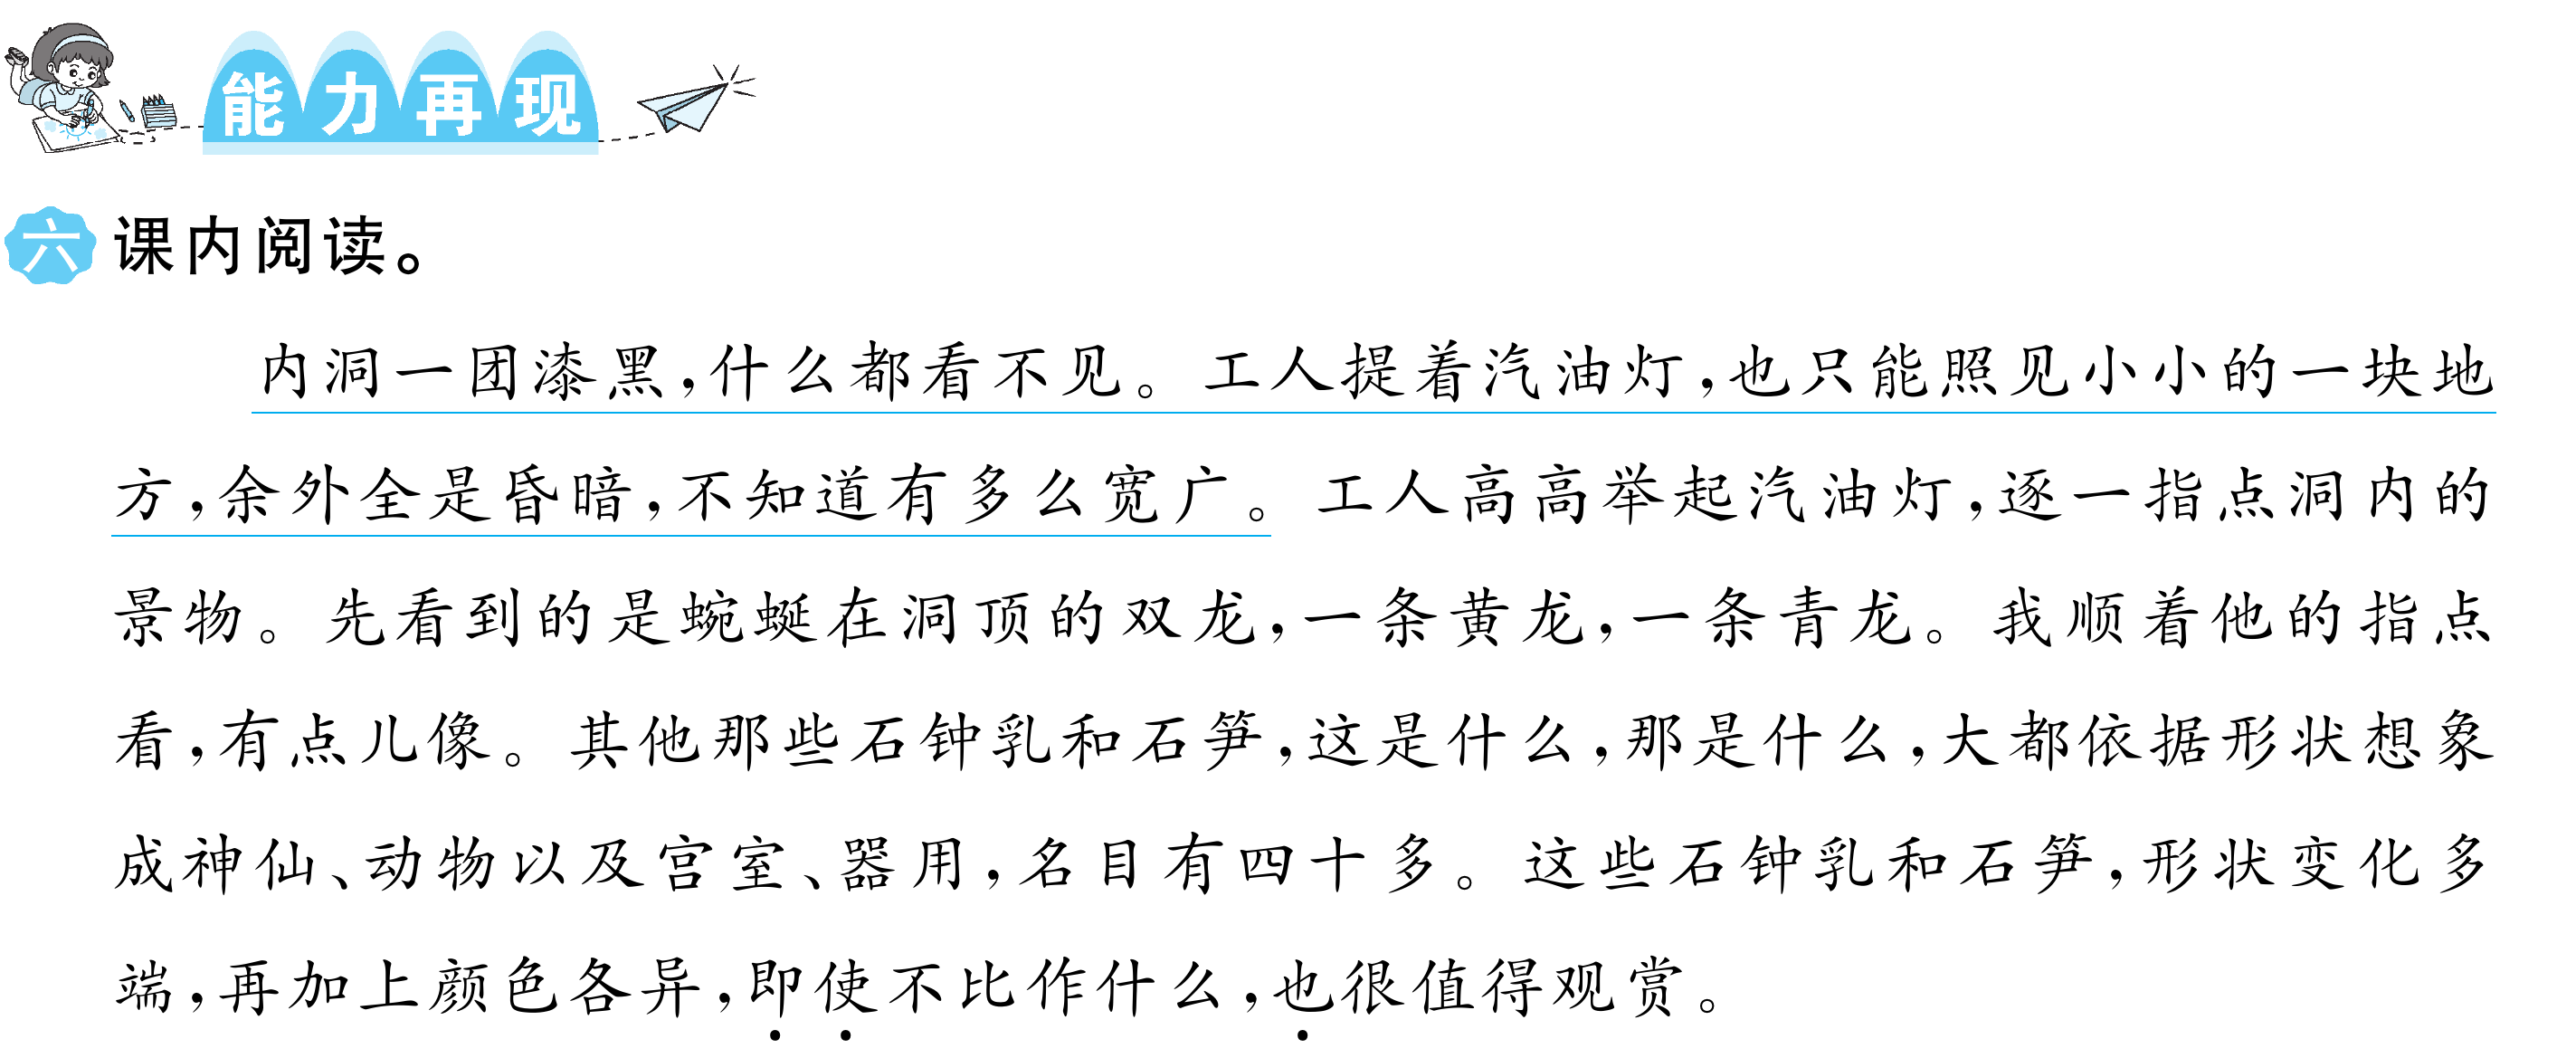 能力再现
六 课内阅读。
内洞一团漆黑，什么都看不见。工人提着汽油灯，也只能照见小小的一块地
方，余外全是昏暗，不知道有多么宽广。工人高高举起汽油灯，逐一指点洞内的
景物。先看到的是蜿蜒在洞顶的双龙，一条黄龙，一条青龙。我顺着他的指点
看，有点儿像。其他那些石钟乳和石笋，这是什么，那是什么，大都依据形状想象
成神仙、动物以及宫室、器用，名目有四十多。这些石钟乳和石笋，形状变化多
端，再加上颜色各异，即使不比作什么，也很值得观赏。